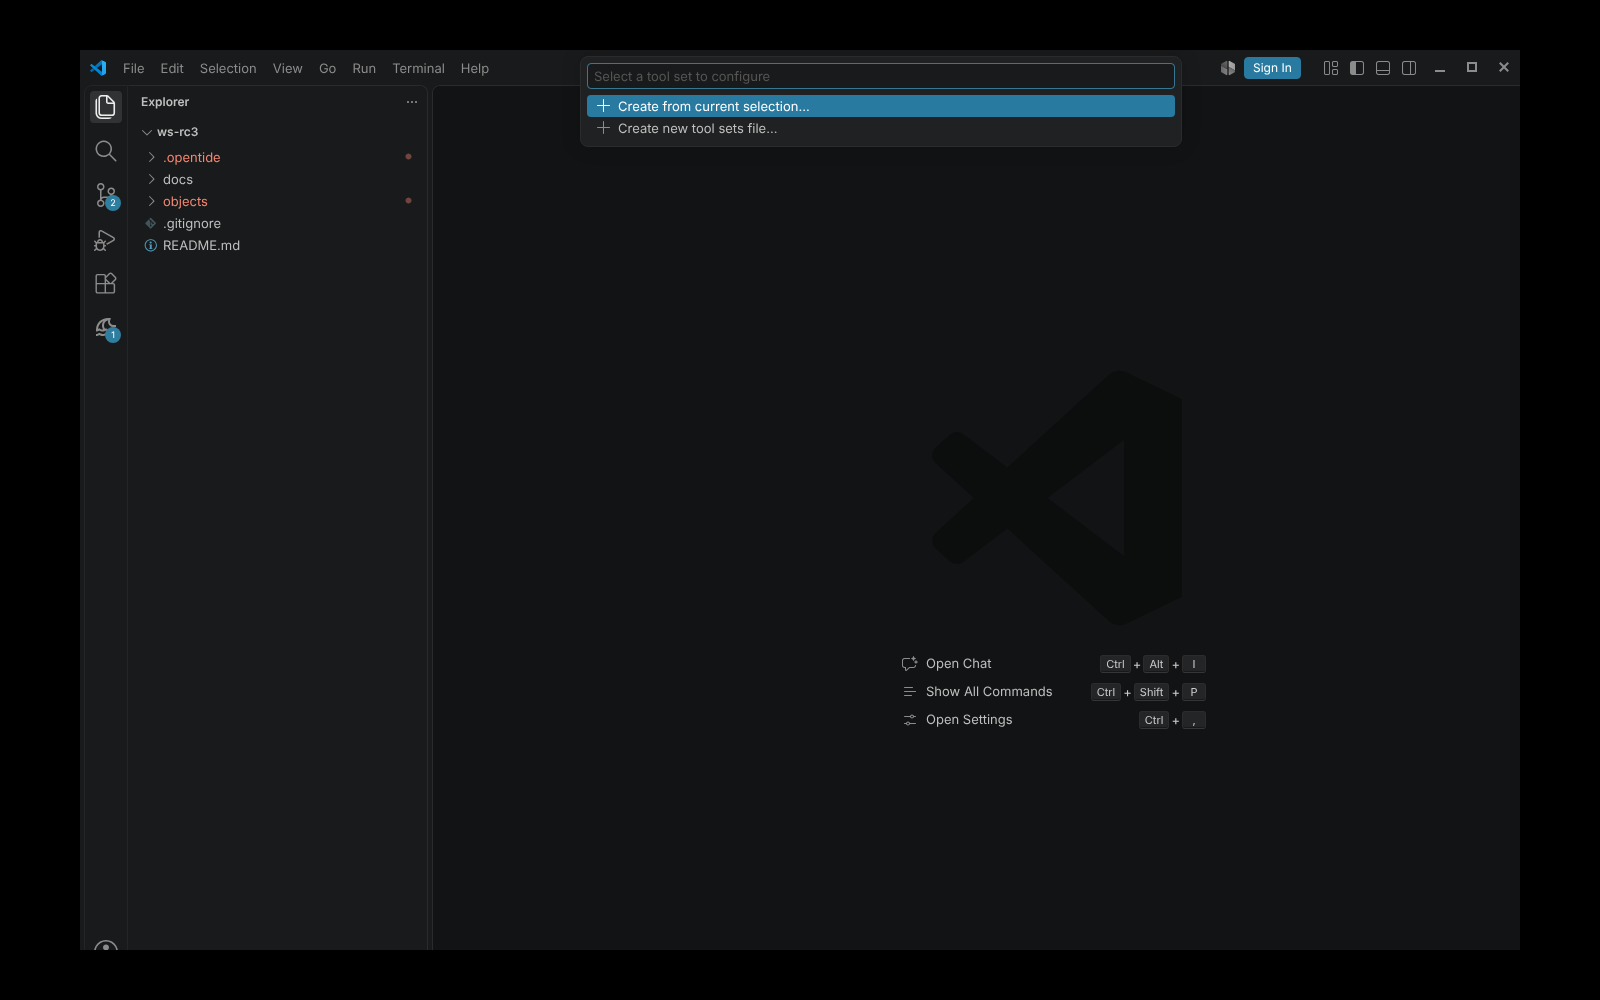 File Edit Selection View Go Run Terminal Help
Select a tool set to configure
Sign In
Create from current selection...
Create new tool sets file...
Explorer
ws-rc3
.opentide
docs
objects
.gitignore
README.md
2
1
Open Chat Ctrl + Alt + I
Show All Commands Ctrl + Shift + P
Open Settings Ctrl + ,